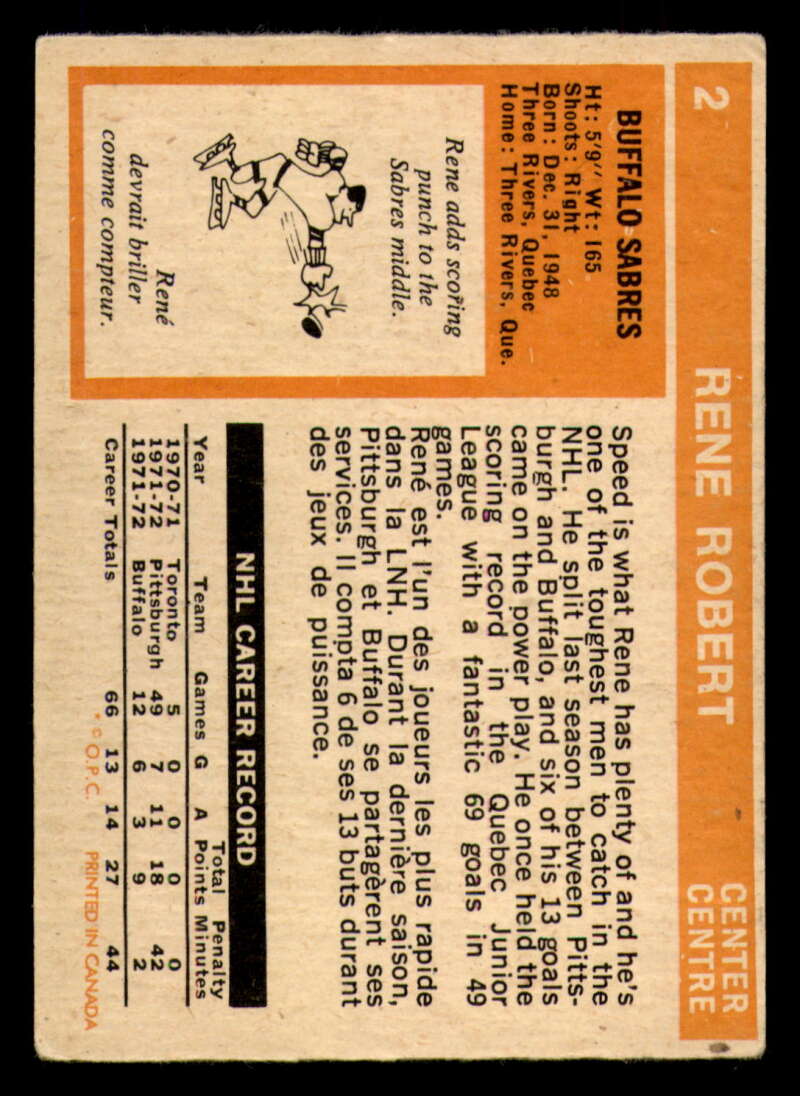 2
RENE ROBERT
CENTER
CENTRE
BUFFALO SABRES
Ht: 5'9'' Wt: 165
Shoots: Right
Born: Dec. 31, 1948
Three Rivers, Quebec
Home: Three Rivers, Que.
Rene adds scoring
punch to the
Sabres middle.
René
devrait briller
comme compteur.
Speed is what Rene has plenty of and he's
one of the toughest men to catch in the
NHL. He split last season between Pitts-
burgh and Buffalo, and six of his 13 goals
came on the power play. He once held the
scoring record in the Quebec Junior
League with a fantastic 69 goals in 49
games.
René est l'un des joueurs les plus rapide
dans la LNH. Durant la dernière saison,
Pittsburgh et Buffalo se partagèrent ses
services. Il compta 6 de ses 13 buts durant
des jeux de puissance.
NHL CAREER RECORD
Year Team Games G A Total Points Penalty Minutes
1970-71 Toronto 5 0 0 0 0
1971-72 Pittsburgh 49 7 11 18 42
1971-72 Buffalo 12 6 3 9 2
Career Totals 66 13 14 27 44
* © O.P.C. PRINTED IN CANADA